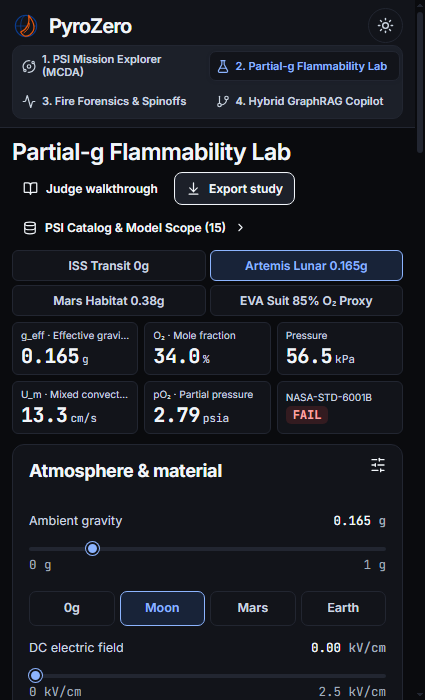 PyroZero
1. PSI Mission Explorer
(MCDA)
2. Partial-g Flammability Lab
3. Fire Forensics & Spinoffs
4. Hybrid GraphRAG Copilot
Partial-g Flammability Lab
Judge walkthrough
Export study
PSI Catalog & Model Scope (15)
ISS Transit 0g
Artemis Lunar 0.165g
Mars Habitat 0.38g
EVA Suit 85% O₂ Proxy
g_eff · Effective gravi...
0.165 g
O₂ · Mole fraction
34.0 %
Pressure
56.5 kPa
U_m · Mixed convect...
13.3 cm/s
pO₂ · Partial pressure
2.79 psia
NASA-STD-6001B
FAIL
Atmosphere & material
Ambient gravity
0.165 g
0 g
1 g
0g
Moon
Mars
Earth
DC electric field
0.00 kV/cm
0 kV/cm
2.5 kV/cm